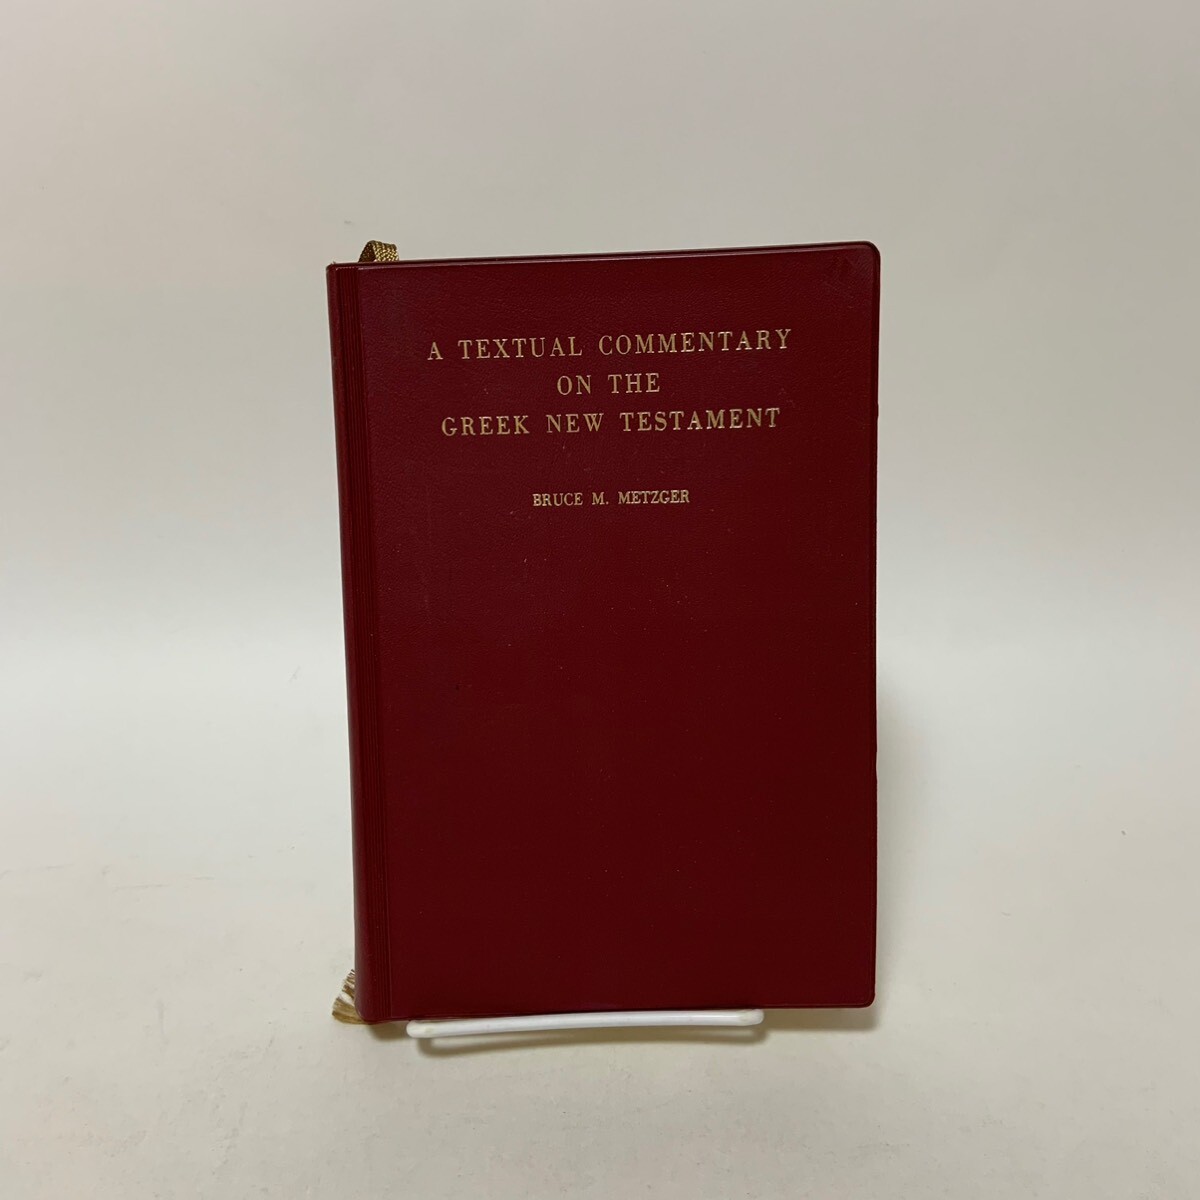 A TEXTUAL COMMENTARY
ON THE
GREEK NEW TESTAMENT
BRUCE M. METZGER